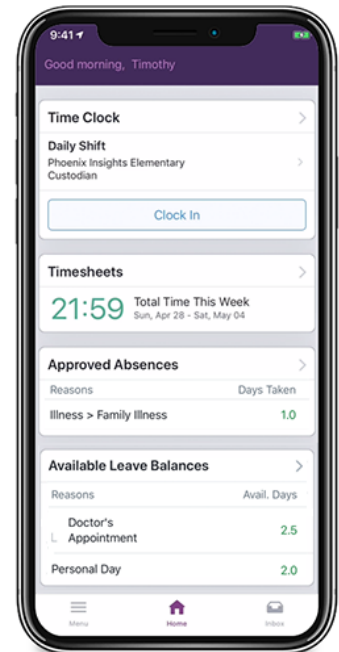 9:41
Good morning, Timothy
Time Clock
Daily Shift
Phoenix Insights Elementary
Custodian
Clock In
Timesheets
21:59 Total Time This Week
Sun, Apr 28 - Sat, May 04
Approved Absences
Reasons Days Taken
Illness > Family Illness 1.0
Available Leave Balances
Reasons Avail. Days
Doctor's
Appointment 2.5
Personal Day 2.0
Menu Home Inbox